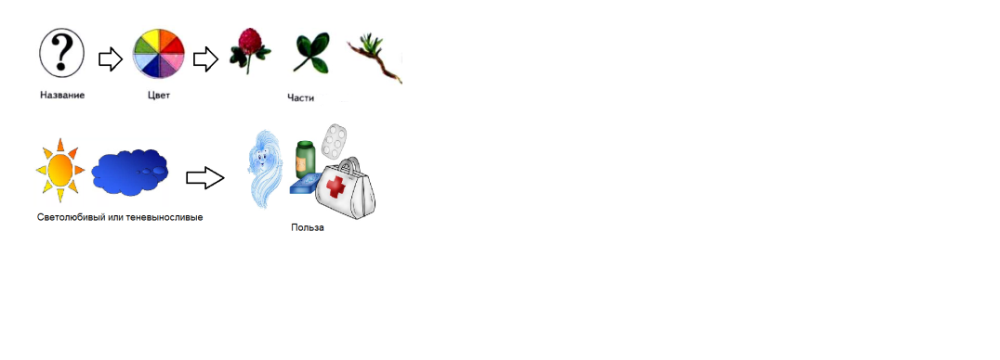 ?
Название
Цвет
Части
Светолюбивый или теневыносливые
Польза